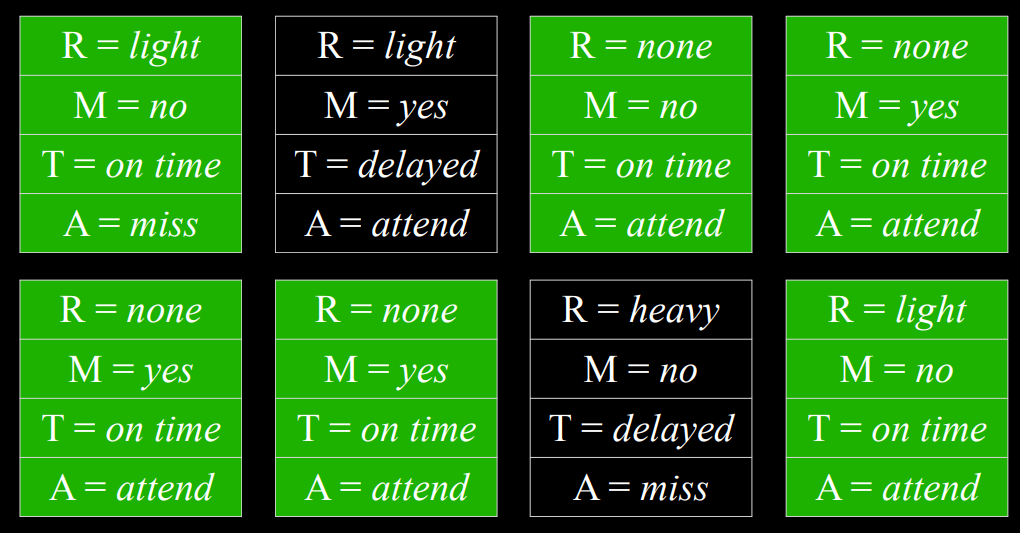 R = light
M = no
T = on time
A = miss
R = light
M = yes
T = delayed
A = attend
R = none
M = no
T = on time
A = attend
R = none
M = yes
T = on time
A = attend
R = none
M = yes
T = on time
A = attend
R = none
M = yes
T = on time
A = attend
R = heavy
M = no
T = delayed
A = miss
R = light
M = no
T = on time
A = attend